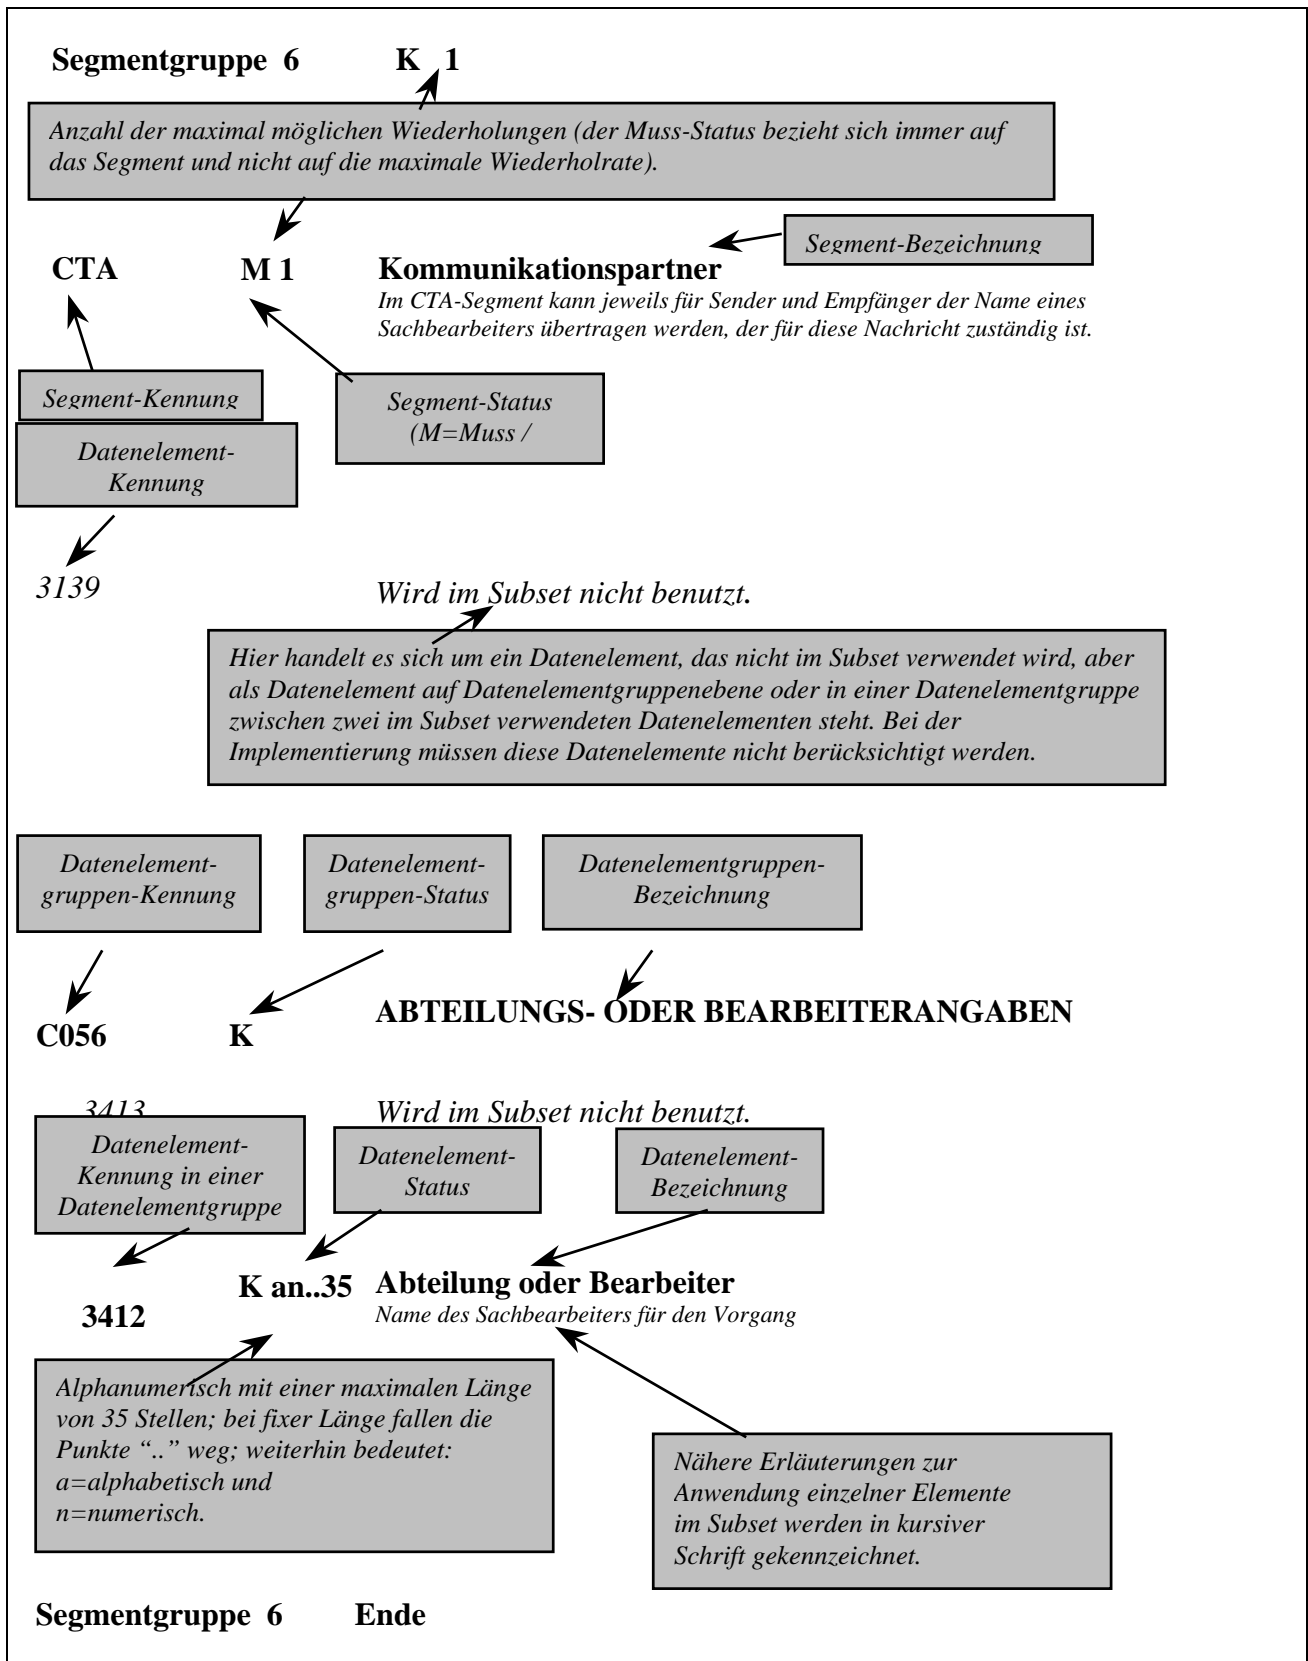 Segmentgruppe 6 K 1
Anzahl der maximal möglichen Wiederholungen (der Muss-Status bezieht sich immer auf
das Segment und nicht auf die maximale Wiederholrate).
Segment-Bezeichnung
CTA M 1 Kommunikationspartner
Im CTA-Segment kann jeweils für Sender und Empfänger der Name eines
Sachbearbeiters übertragen werden, der für diese Nachricht zuständig ist.
Segment-Kennung
Segment-Status
(M=Muss /
Datenelement-
Kennung
3139 Wird im Subset nicht benutzt.
Hier handelt es sich um ein Datenelement, das nicht im Subset verwendet wird, aber
als Datenelement auf Datenelementgruppenebene oder in einer Datenelementgruppe
zwischen zwei im Subset verwendeten Datenelementen steht. Bei der
Implementierung müssen diese Datenelemente nicht berücksichtigt werden.
Datenelement-
gruppen-Kennung
Datenelement-
gruppen-Status
Datenelementgruppen-
Bezeichnung
C056 K ABTEILUNGS- ODER BEARBEITERANGABEN
3413 Wird im Subset nicht benutzt.
Datenelement-
Kennung in einer
Datenelementgruppe
Datenelement-
Status
Datenelement-
Bezeichnung
3412 K an..35 Abteilung oder Bearbeiter
Name des Sachbearbeiters für den Vorgang
Alphanumerisch mit einer maximalen Länge
von 35 Stellen; bei fixer Länge fallen die
Punkte “..” weg; weiterhin bedeutet:
a=alphabetisch und
n=numerisch.
Nähere Erläuterungen zur
Anwendung einzelner Elemente
im Subset werden in kursiver
Schrift gekennzeichnet.
Segmentgruppe 6 Ende